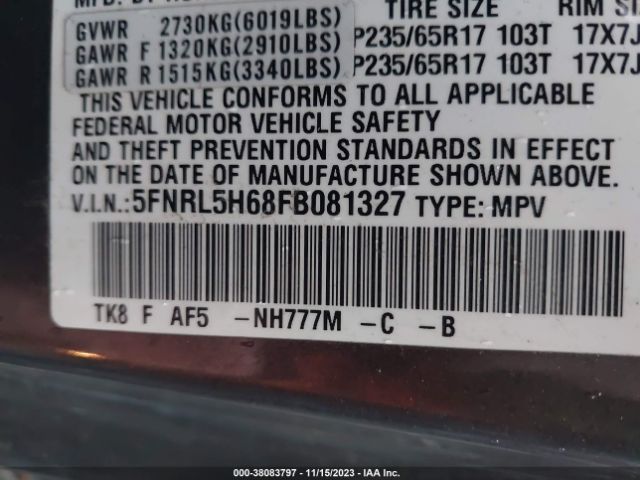 TIRE SIZE RIM S
GVWR 2730KG(6019LBS)
GAWR F 1320KG(2910LBS) P235/65R17 103T 17X7J
GAWR R 1515KG(3340LBS) P235/65R17 103T 17X7J
THIS VEHICLE CONFORMS TO ALL APPLICABLE
FEDERAL MOTOR VEHICLE SAFETY
AND THEFT PREVENTION STANDARDS IN EFFECT
ON THE DATE OF MANUFACTURE SHOWN ABOVE.
V.I.N.:5FNRL5H68FB081327 TYPE: MPV
TK8 F AF5 -NH777M -C -B
© - 38083797 - 11/15/2023 - IAA Inc.